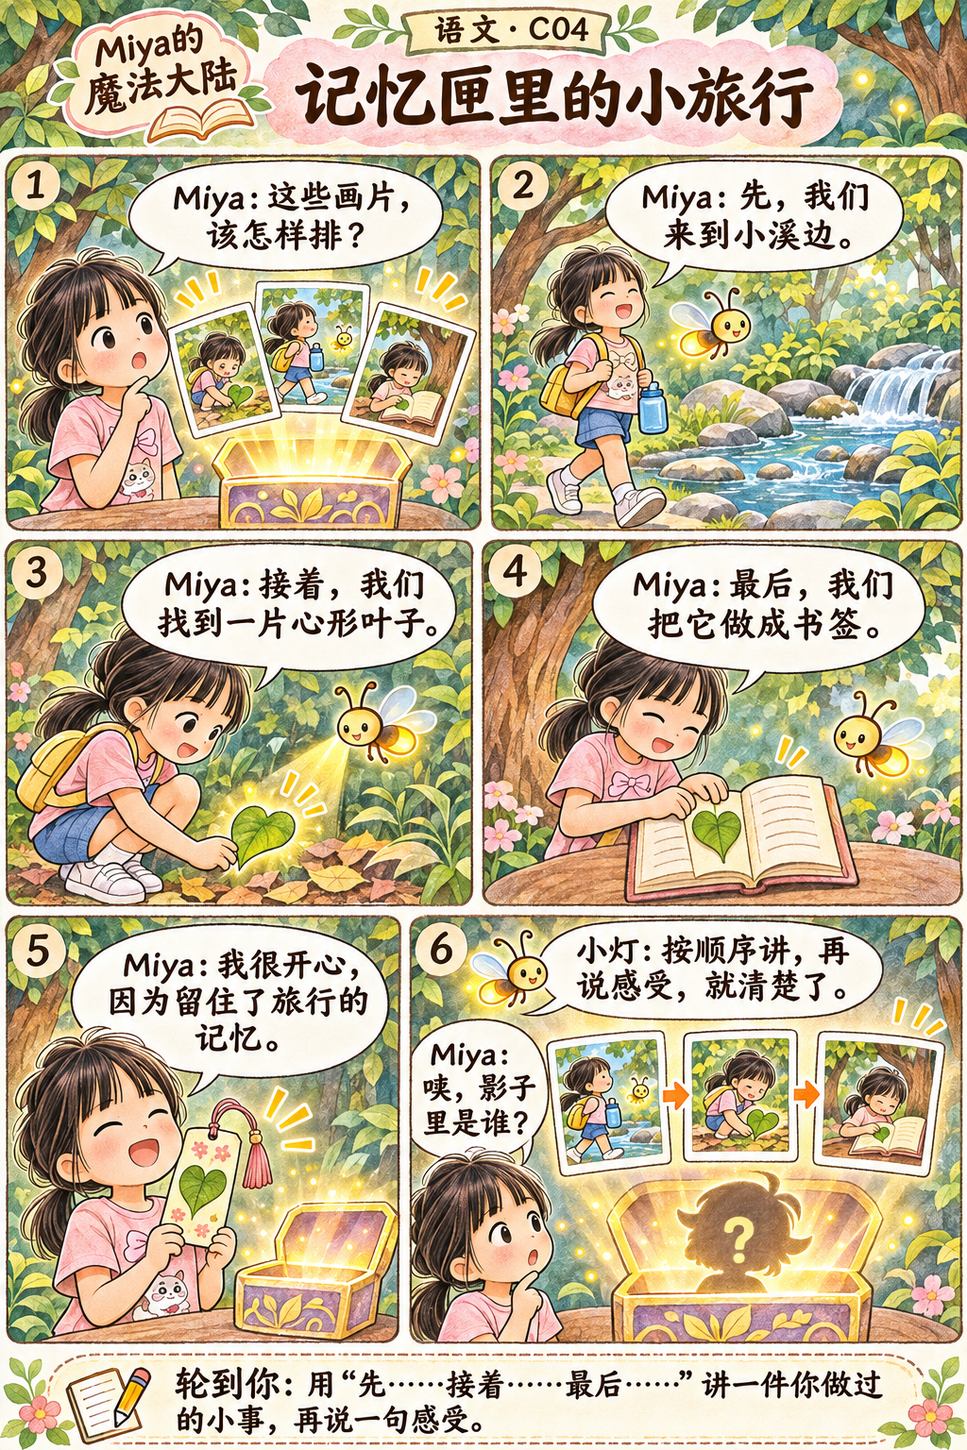 Miya的
魔法大陆
语文·C04
记忆匣里的小旅行
1
Miya: 这些画片，
该怎样排？
2
Miya: 先，我们
来到小溪边。
3
Miya: 接着，我们
找到一片心形叶子。
4
Miya: 最后，我们
把它做成书签。
5
Miya: 我很开心，
因为留住了旅行的
记忆。
6
小灯: 按顺序讲，再
说感受，就清楚了。
Miya:
咦，影子
里是谁？
?
轮到你: 用“先……接着……最后……”讲一件你做过
的小事，再说一句感受。